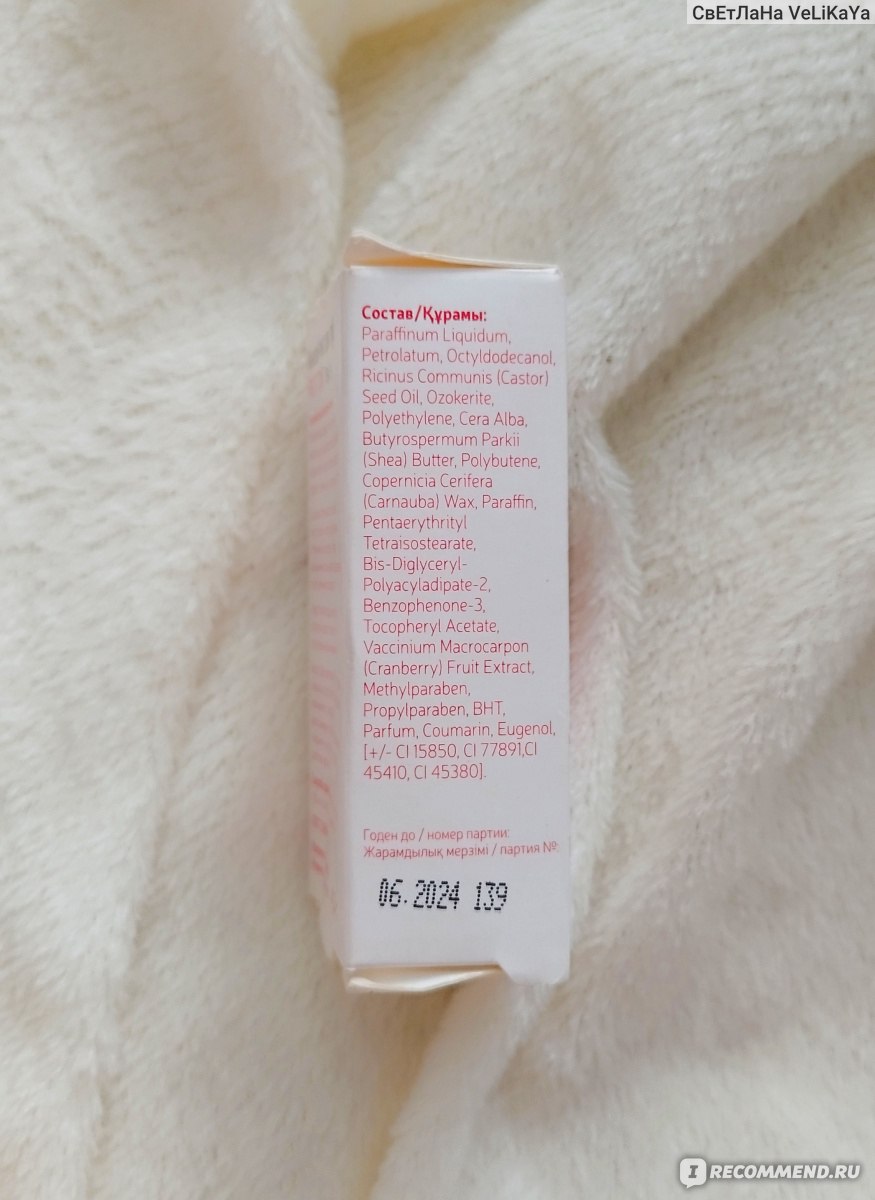 СвЕтЛаНа VeLiKaYa
Состав/Құрамы:
Paraffinum Liquidum,
Petrolatum, Octyldodecanol,
Ricinus Communis (Castor)
Seed Oil, Ozokerite,
Polyethylene, Cera Alba,
Butyrospermum Parkii
(Shea) Butter, Polybutene,
Copernicia Cerifera
(Carnauba) Wax, Paraffin,
Pentaerythrityl
Tetraisostearate,
Bis-Diglyceryl-
Polyacyladipate-2,
Benzophenone-3,
Tocopheryl Acetate,
Vaccinium Macrocarpon
(Cranberry) Fruit Extract,
Methylparaben,
Propylparaben, BHT,
Parfum, Coumarin, Eugenol,
[+/- CI 15850, CI 77891,CI
45410, CI 45380].
Годен до / номер партии:
Жарамдылық мерзімі / партия №:
06.2024 139
IRECOMMEND.RU